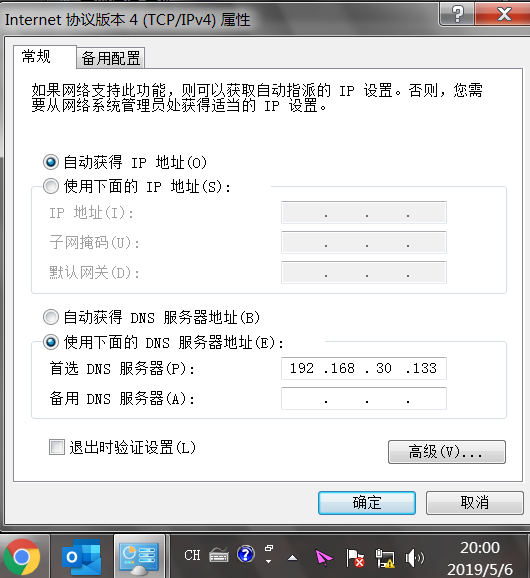 Internet 协议版本 4 (TCP/IPv4) 属性
常规
备用配置
如果网络支持此功能，则可以获取自动指派的 IP 设置。否则，您需
要从网络系统管理员处获得适当的 IP 设置。
自动获得 IP 地址(O)
使用下面的 IP 地址(S):
IP 地址(I):
. . .
子网掩码(U):
. . .
默认网关(D):
. . .
自动获得 DNS 服务器地址(B)
使用下面的 DNS 服务器地址(E):
首选 DNS 服务器(P):
192 .168 . 30 .133
备用 DNS 服务器(A):
. . .
退出时验证设置(L)
高级(V)...
确定
取消
CH
20:00
2019/5/6